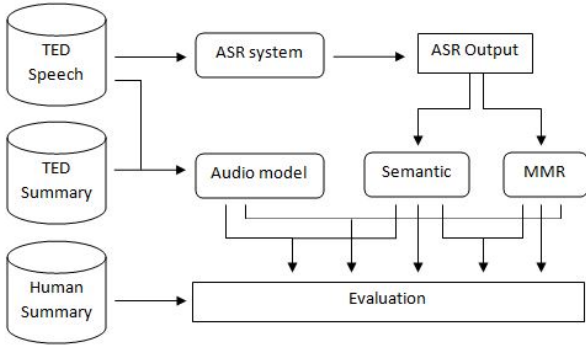 TED
Speech
ASR system
ASR Output
TED
Summary
Audio model
Semantic
MMR
Human
Summary
Evaluation